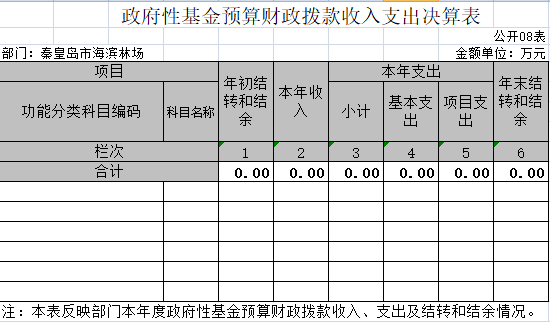 政府性基金预算财政拨款收入支出决算表
公开08表
部门：秦皇岛市海滨林场 金额单位：万元
项目 年初结转和结余 本年收入 本年支出 年末结转和结余
功能分类科目编码 科目名称 小计 基本支出 项目支出
栏次 1 2 3 4 5 6
合计 0.00 0.00 0.00 0.00 0.00 0.00
注：本表反映部门本年度政府性基金预算财政拨款收入、支出及结转和结余情况。